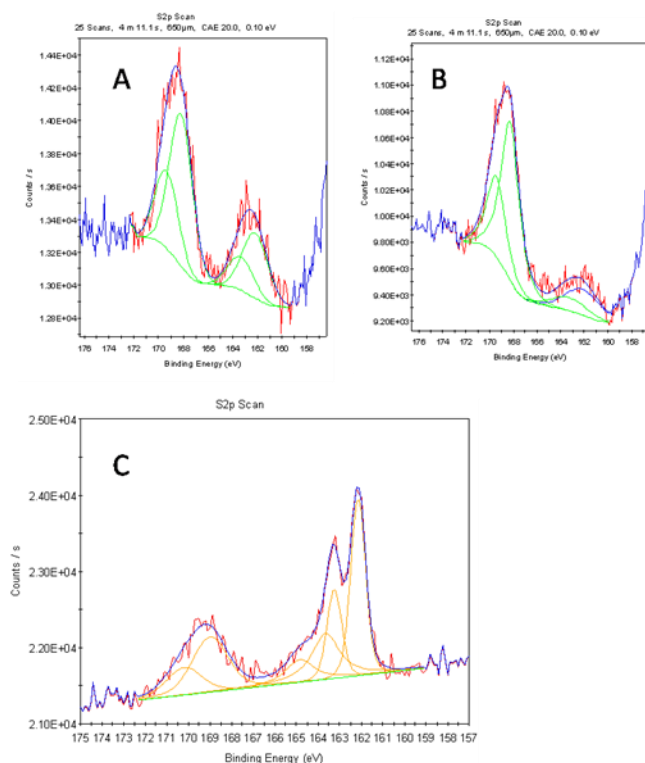 S2p Scan
25 Scans, 4 m 11.1 s, 650µm, CAE 20.0, 0.10 eV
A
1.44E+04
1.42E+04
1.40E+04
1.38E+04
1.36E+04
1.34E+04
1.32E+04
1.30E+04
1.28E+04
Counts / s
176 174 172 170 168 166 164 162 160 158
Binding Energy (eV)
S2p Scan
25 Scans, 4 m 11.1 s, 650µm, CAE 20.0, 0.10 eV
B
1.12E+04
1.10E+04
1.08E+04
1.06E+04
1.04E+04
1.02E+04
1.00E+04
9.80E+03
9.60E+03
9.40E+03
9.20E+03
Counts / s
176 174 172 170 168 166 164 162 160 158
Binding Energy (eV)
S2p Scan
C
2.50E+04
2.40E+04
2.30E+04
2.20E+04
2.10E+04
Counts / s
175 174 173 172 171 170 169 168 167 166 165 164 163 162 161 160 159 158 157
Binding Energy (eV)